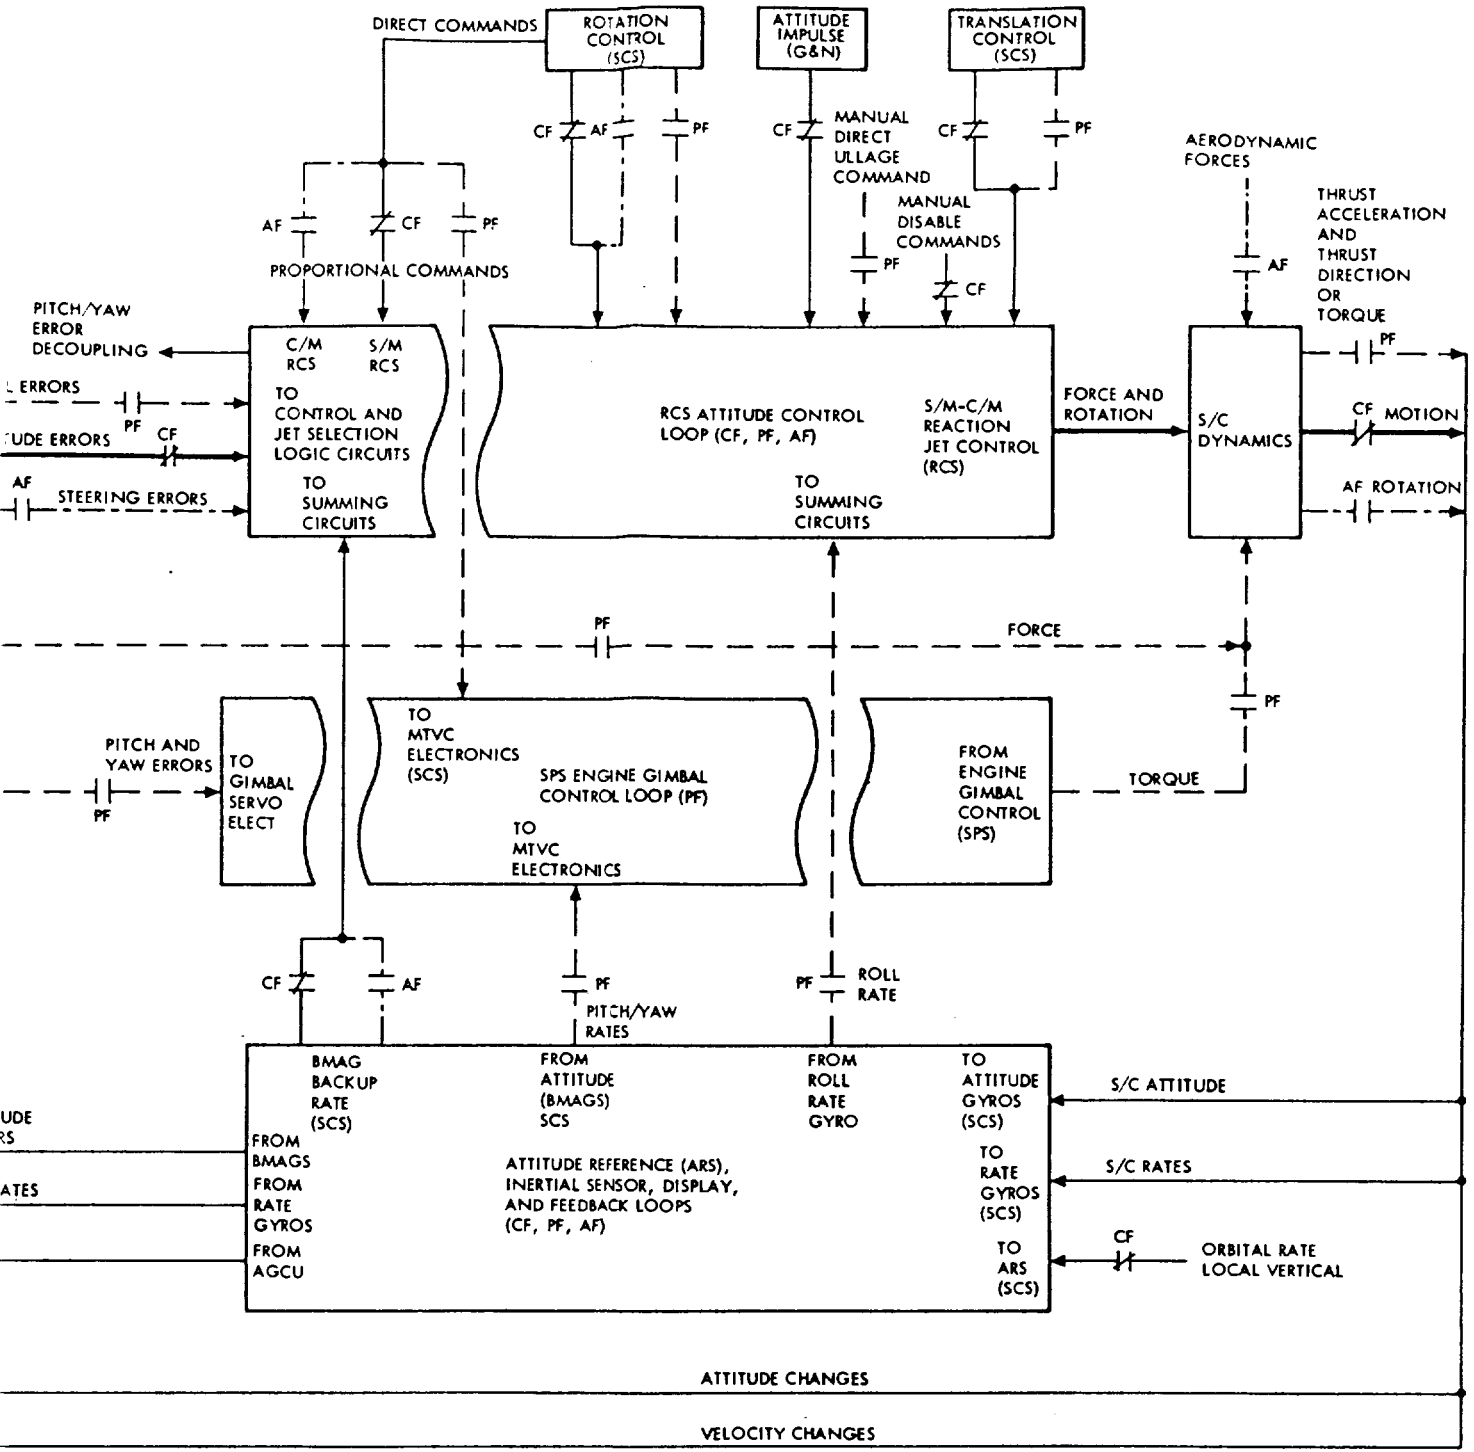 DIRECT COMMANDS
ROTATION
CONTROL
(SCS)
ATTITUDE
IMPULSE
(G&N)
TRANSLATION
CONTROL
(SCS)
CF
AF
PF
CF
MANUAL
DIRECT
ULLAGE
COMMAND
CF
PF
AERODYNAMIC
FORCES
MANUAL
DISABLE
COMMANDS
THRUST
ACCELERATION
AND
THRUST
DIRECTION
OR
TORQUE
AF
CF
PF
PF
CF
AF
PROPORTIONAL COMMANDS
PITCH/YAW
ERROR
DECOUPLING
C/M
RCS
S/M
RCS
TO
CONTROL AND
JET SELECTION
LOGIC CIRCUITS
TO
SUMMING
CIRCUITS
L ERRORS
PF
TUDE ERRORS
CF
AF
STEERING ERRORS
RCS ATTITUDE CONTROL
LOOP (CF, PF, AF)
S/M-C/M
REACTION
JET CONTROL
(RCS)
TO
SUMMING
CIRCUITS
FORCE AND
ROTATION
S/C
DYNAMICS
PF
CF MOTION
AF ROTATION
PF
FORCE
PF
PITCH AND
YAW ERRORS
PF
TO
GIMBAL
SERVO
ELECT
TO
MTVC
ELECTRONICS
(SCS)
SPS ENGINE GIMBAL
CONTROL LOOP (PF)
TO
MTVC
ELECTRONICS
FROM
ENGINE
GIMBAL
CONTROL
(SPS)
TORQUE
CF
AF
PF
PITCH/YAW
RATES
PF
ROLL
RATE
BMAG
BACKUP
RATE
(SCS)
FROM
ATTITUDE
(BMAGS)
SCS
FROM
ROLL
RATE
GYRO
TO
ATTITUDE
GYROS
(SCS)
S/C ATTITUDE
UDE
RS
FROM
BMAGS
ATES
FROM
RATE
GYROS
FROM
AGCU
ATTITUDE REFERENCE (ARS),
INERTIAL SENSOR, DISPLAY,
AND FEEDBACK LOOPS
(CF, PF, AF)
TO
RATE
GYROS
(SCS)
S/C RATES
TO
ARS
(SCS)
CF
ORBITAL RATE
LOCAL VERTICAL
ATTITUDE CHANGES
VELOCITY CHANGES